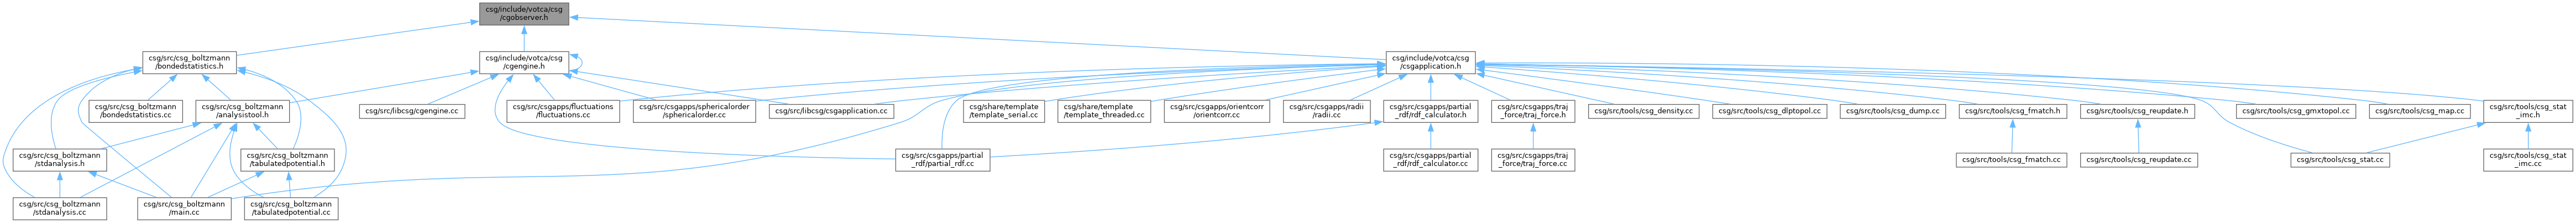 csg/include/votca/csg
/cgobserver.h
csg/src/csg_boltzmann
/bondedstatistics.h
csg/include/votca/csg
/cgengine.h
csg/include/votca/csg
/csgapplication.h
csg/src/csg_boltzmann
/bondedstatistics.cc
csg/src/csg_boltzmann
/analysistool.h
csg/src/libcsg/cgengine.cc
csg/src/csgapps/fluctuations
/fluctuations.cc
csg/src/csgapps/sphericalorder
/sphericalorder.cc
csg/src/libcsg/csgapplication.cc
csg/share/template
/template_serial.cc
csg/share/template
/template_threaded.cc
csg/src/csgapps/orientcorr
/orientcorr.cc
csg/src/csgapps/radii
/radii.cc
csg/src/csgapps/partial
_rdf/rdf_calculator.h
csg/src/csgapps/traj
_force/traj_force.h
csg/src/tools/csg_density.cc
csg/src/tools/csg_dlptopol.cc
csg/src/tools/csg_dump.cc
csg/src/tools/csg_fmatch.h
csg/src/tools/csg_reupdate.h
csg/src/tools/csg_gmxtopol.cc
csg/src/tools/csg_map.cc
csg/src/tools/csg_stat
_imc.h
csg/src/csg_boltzmann
/stdanalysis.h
csg/src/csg_boltzmann
/tabulatedpotential.h
csg/src/csgapps/partial
_rdf/partial_rdf.cc
csg/src/csgapps/partial
_rdf/rdf_calculator.cc
csg/src/csgapps/traj
_force/traj_force.cc
csg/src/tools/csg_fmatch.cc
csg/src/tools/csg_reupdate.cc
csg/src/tools/csg_stat.cc
csg/src/tools/csg_stat
_imc.cc
csg/src/csg_boltzmann
/stdanalysis.cc
csg/src/csg_boltzmann
/main.cc
csg/src/csg_boltzmann
/tabulatedpotential.cc